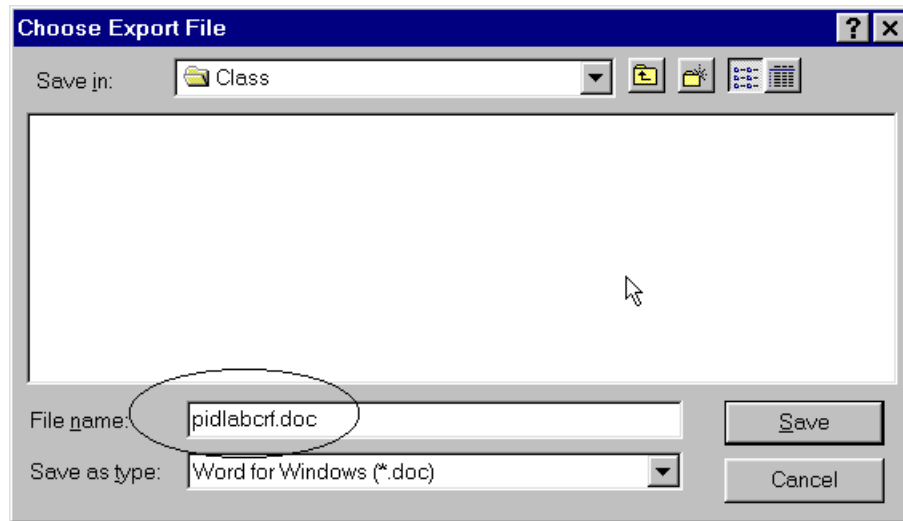 Choose Export File
Save in: Class
File name: pidlabcrf.doc
Save
Save as type: Word for Windows (*.doc)
Cancel